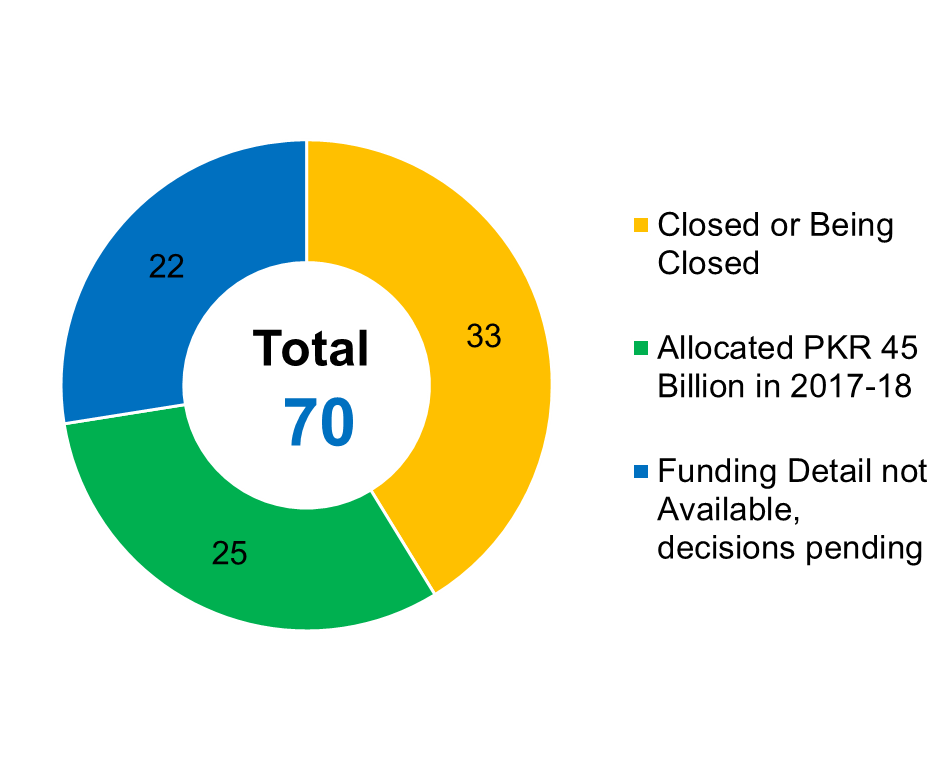 22
33
Total
70
25
Closed or Being
Closed
Allocated PKR 45
Billion in 2017-18
Funding Detail not
Available,
decisions pending